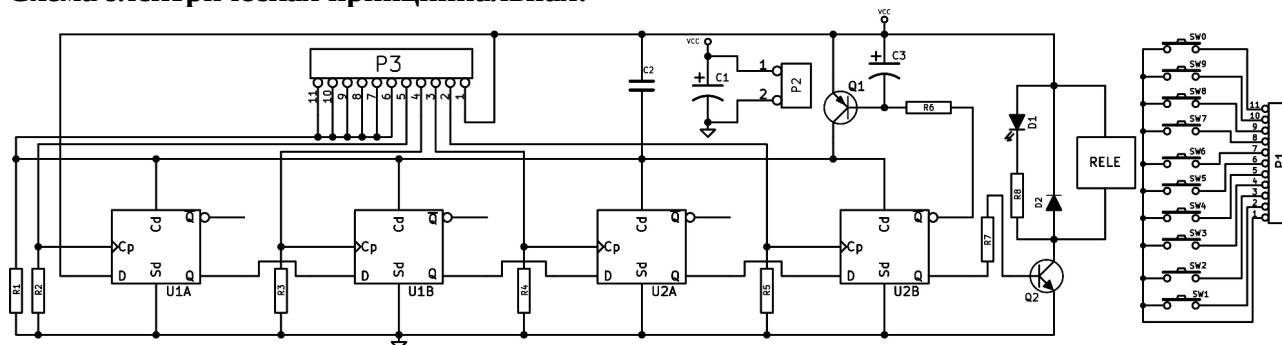 Схема электрическая принципиальная.
VCC
VCC
P3
11 10 9 8 7 6 5 4 3 2 1
C2
C1
1
2
P2
Q1
C3
R6
D1
R8
D2
RELE
SW0
SW9
SW8
SW7
SW6
SW5
SW4
SW3
SW2
SW1
11
10
9
8
7
6
5
4
3
2
1
P1
R1
R2
Cd
Q
Cp
D
Sd
Q
U1A
R3
Cd
Q
Cp
D
Sd
Q
U1B
R4
Cd
Q
Cp
D
Sd
Q
U2A
R5
Cd
Q
Cp
D
Sd
Q
U2B
R7
Q2